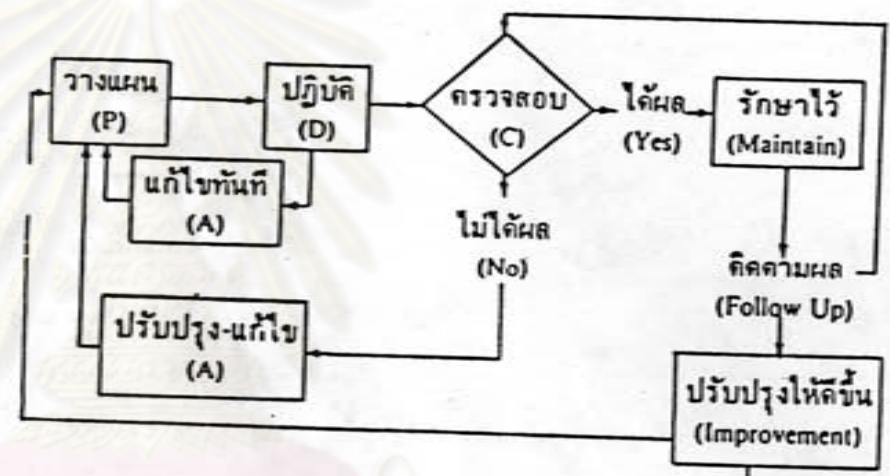 วางแผน
(P)
ปฏิบัติ
(D)
ตรวจสอบ
(C)
ได้ผล
(Yes)
รักษาไว้
(Maintain)
แก้ไขทันที
(A)
ไม่ได้ผล
(No)
ติดตามผล
(Follow Up)
ปรับปรุง-แก้ไข
(A)
ปรับปรุงให้ดีขึ้น
(Improvement)